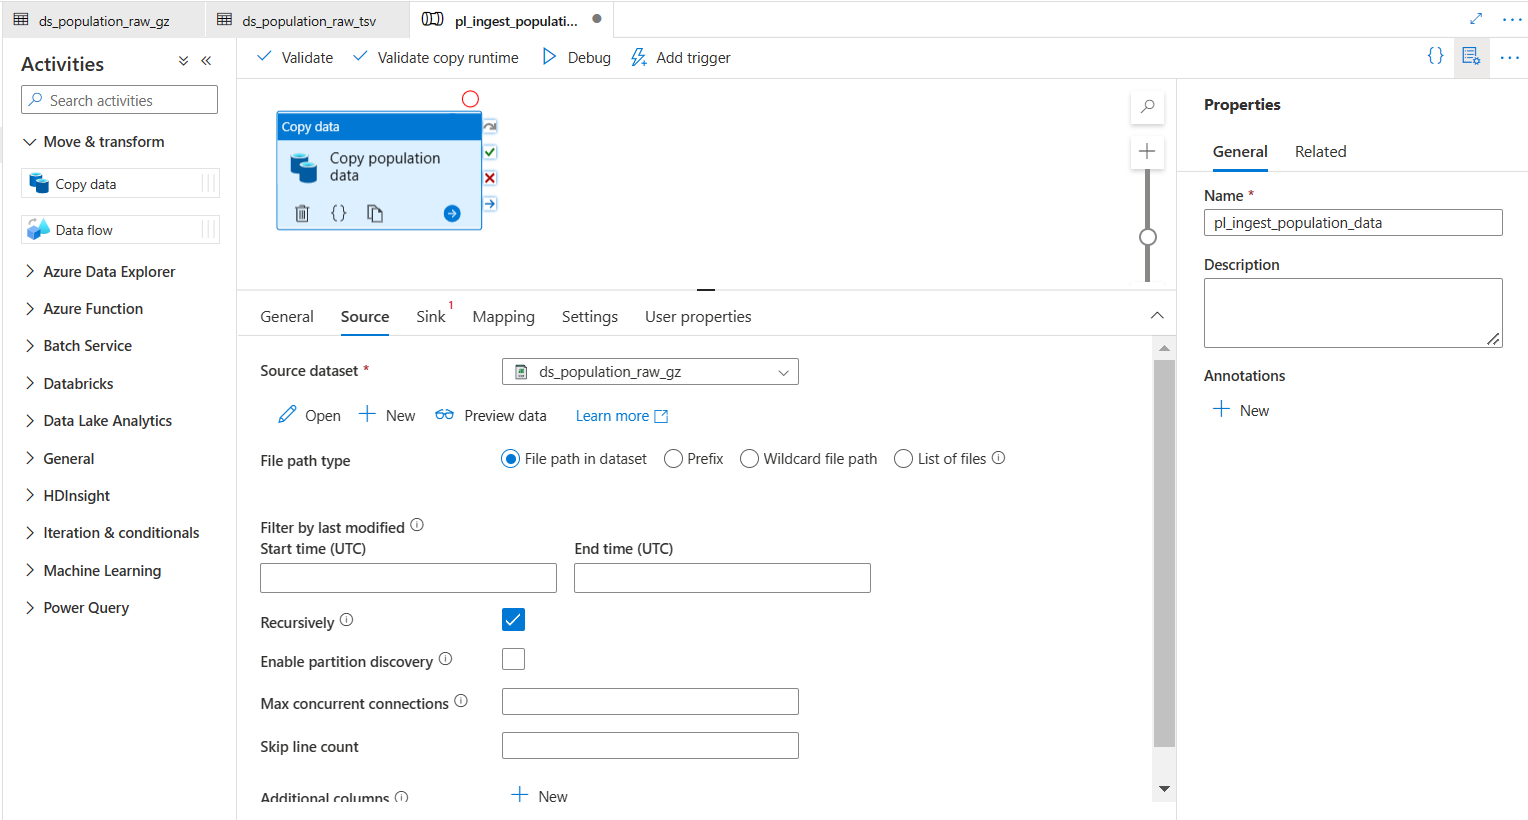 ds_population_raw_gz
ds_population_raw_tsv
pl_ingest_populati...
Activities
Search activities
Move & transform
Copy data
Data flow
Azure Data Explorer
Azure Function
Batch Service
Databricks
Data Lake Analytics
General
HDInsight
Iteration & conditionals
Machine Learning
Power Query
Validate
Validate copy runtime
Debug
Add trigger
Copy data
Copy population
data
General
Source
Sink 1
Mapping
Settings
User properties
Source dataset *
ds_population_raw_gz
Open
New
Preview data
Learn more
File path type
File path in dataset
Prefix
Wildcard file path
List of files
Filter by last modified
Start time (UTC)
End time (UTC)
Recursively
Enable partition discovery
Max concurrent connections
Skip line count
Additional columns
New
Properties
General
Related
Name *
pl_ingest_population_data
Description
Annotations
New